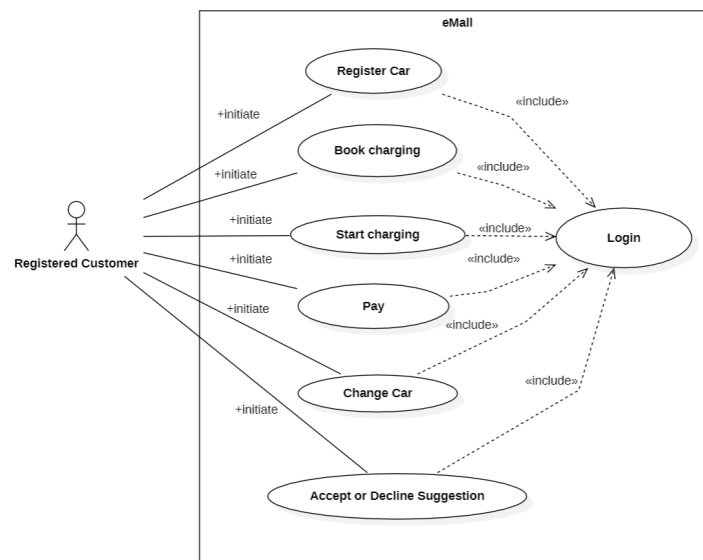 eMall
Register Car
«include»
+initiate
Book charging
«include»
+initiate
+initiate
Start charging
«include»
Login
Registered Customer
+initiate
«include»
Pay
+initiate
«include»
Change Car
«include»
+initiate
Accept or Decline Suggestion